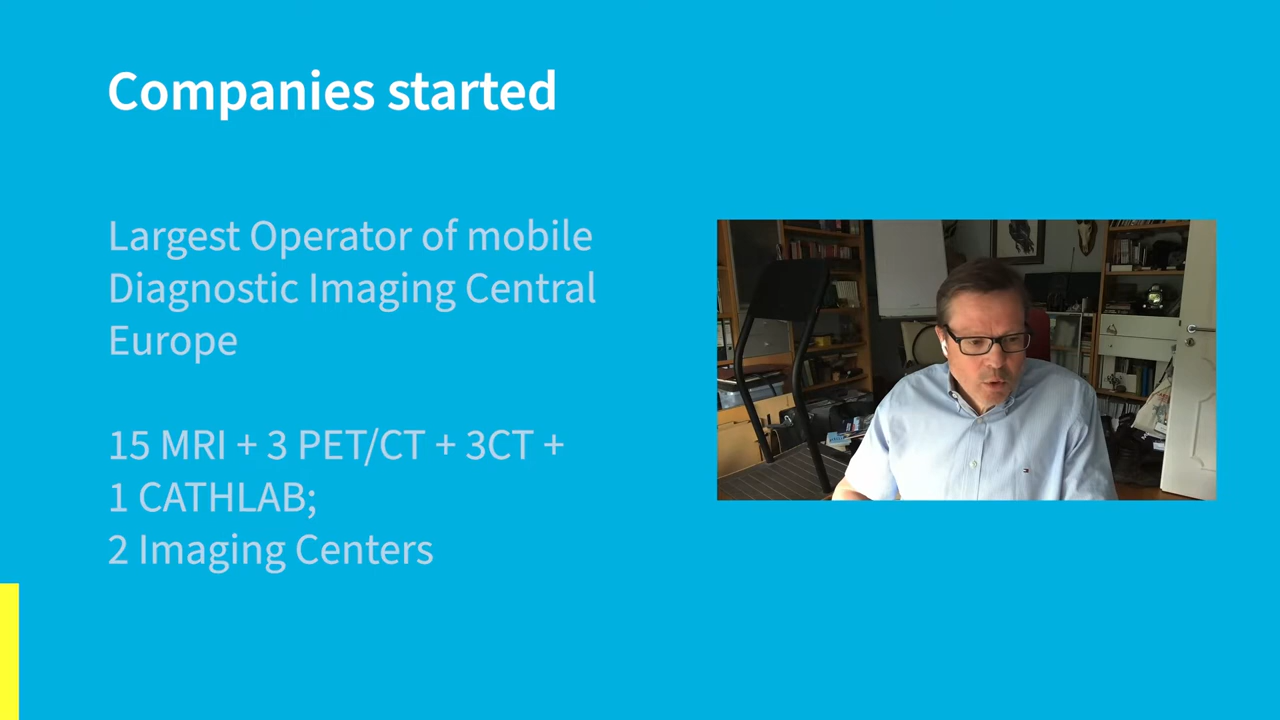 Companies started
Largest Operator of mobile
Diagnostic Imaging Central
Europe
15 MRI + 3 PET/CT + 3CT +
1 CATHLAB;
2 Imaging Centers